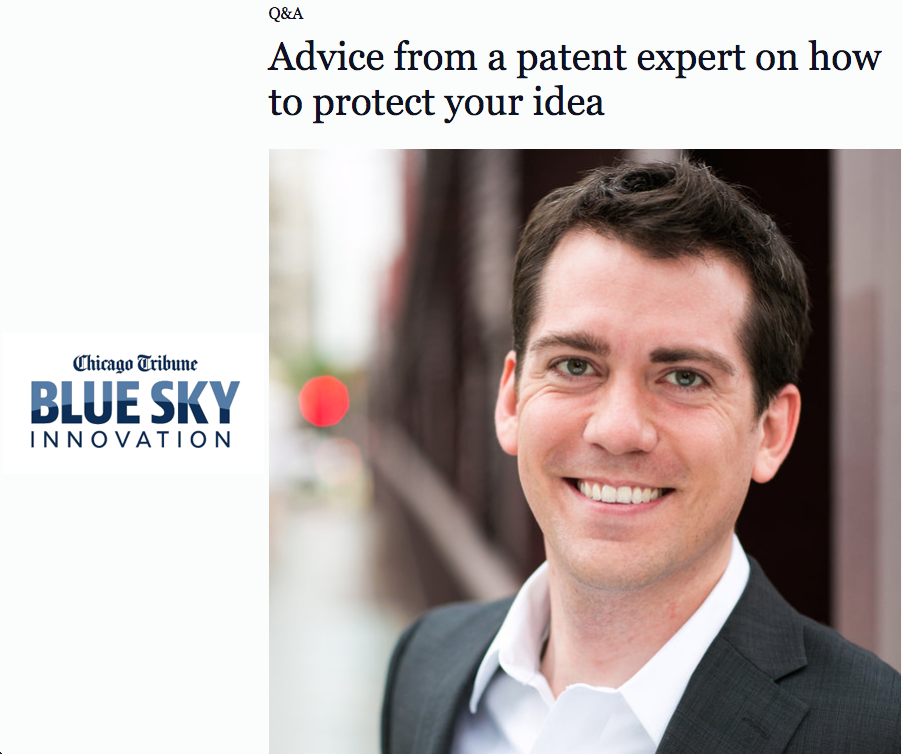 Q&A
Advice from a patent expert on how
to protect your idea
Chicago Tribune
BLUE SKY
INNOVATION